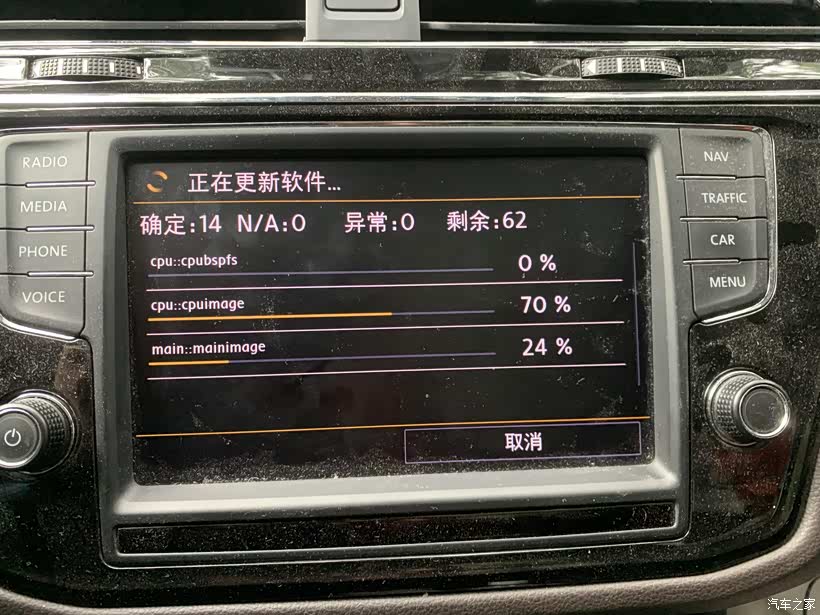 RADIO
MEDIA
PHONE
VOICE
正在更新软件...
确定:14 N/A:0 异常:0 剩余:62
cpu::cpubspfs 0 %
cpu::cpuimage 70 %
main::mainimage 24 %
取消
NAV
TRAFFIC
CAR
MENU
汽车之家